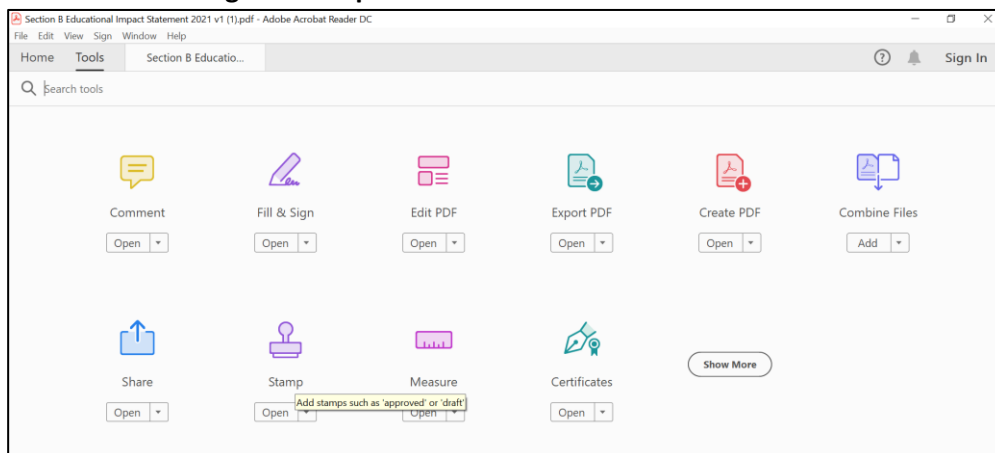 Section B Educational Impact Statement 2021 v1 (1).pdf - Adobe Acrobat Reader DC
File Edit View Sign Window Help
Home Tools Section B Educatio... Sign In
Search tools
Comment Fill & Sign Edit PDF Export PDF Create PDF Combine Files
Open Open Open Open Open Add
Share Stamp Measure Certificates Show More
Add stamps such as 'approved' or 'draft'
Open Open Open Open